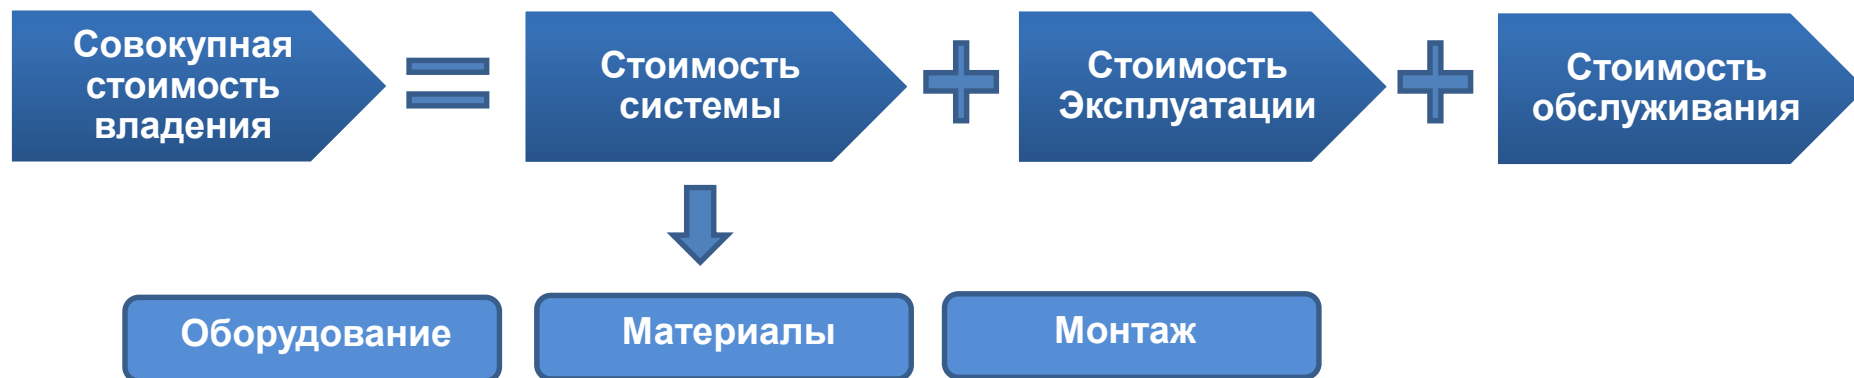 Совокупная
стоимость
владения
Стоимость
системы
Стоимость
Эксплуатации
Стоимость
обслуживания
Оборудование
Материалы
Монтаж